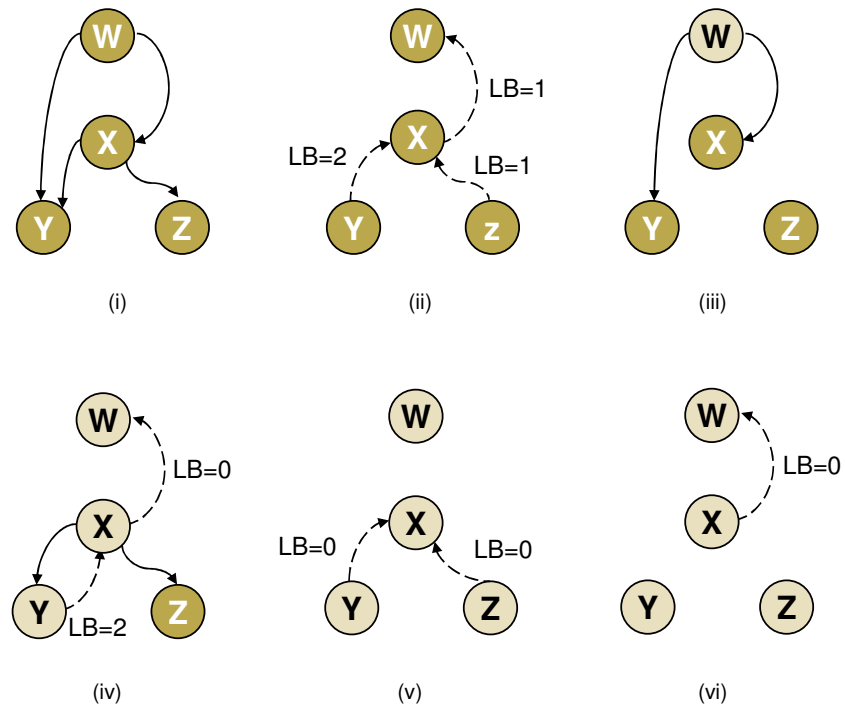 W
X
Y
Z
(i)
W
LB=1
X
LB=2
LB=1
Y
z
(ii)
W
X
Y
Z
(iii)
W
LB=0
X
Y
LB=2
Z
(iv)
W
X
LB=0
LB=0
Y
Z
(v)
W
LB=0
X
Y
Z
(vi)